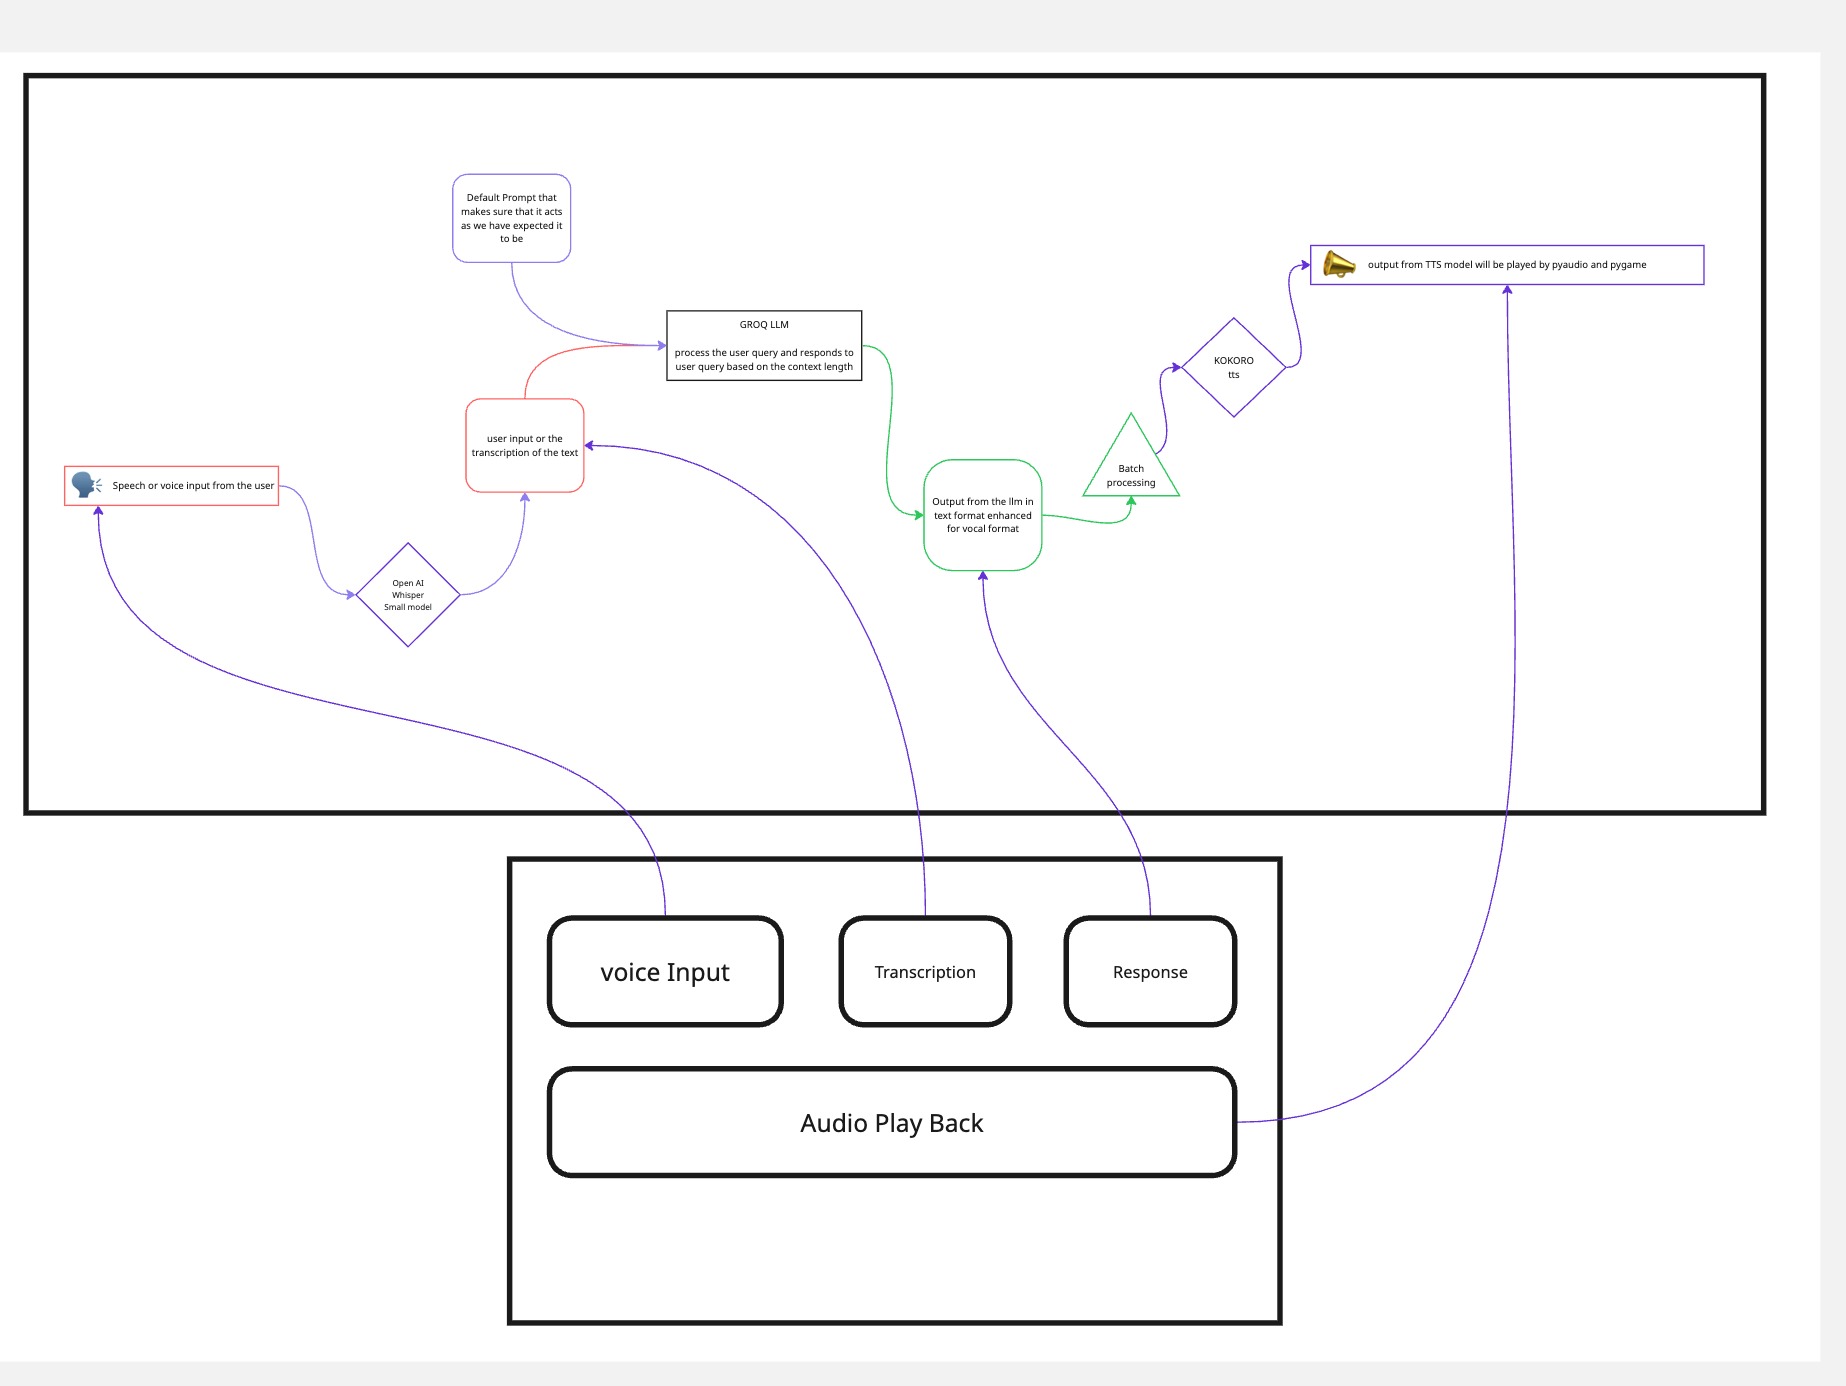 Default Prompt that
makes sure that it acts
as we have expected it
to be
output from TTS model will be played by pyaudio and pygame
GROQ LLM
process the user query and responds to
user query based on the context length
KOKORO
tts
user input or the
transcription of the text
Speech or voice input from the user
Batch
processing
Output from the llm in
text format enhanced
for vocal format
Open AI
Whisper
Small model
voice Input
Transcription
Response
Audio Play Back